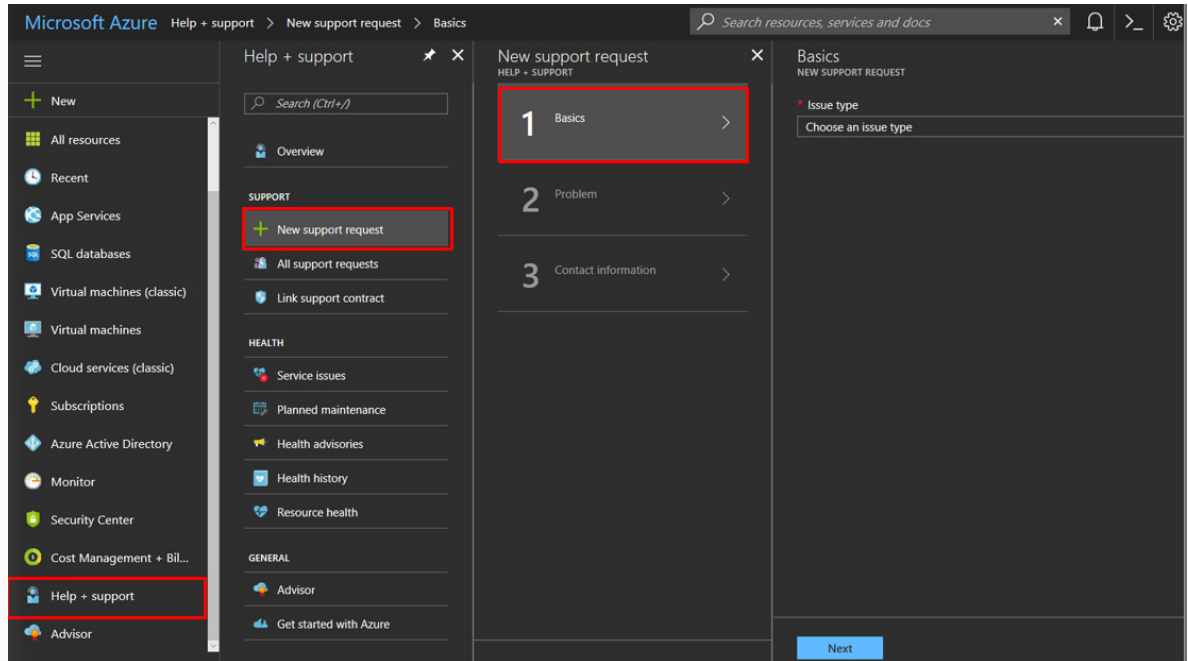 Microsoft Azure Help + support > New support request > Basics
Search resources, services and docs
New
All resources
Recent
App Services
SQL databases
Virtual machines (classic)
Virtual machines
Cloud services (classic)
Subscriptions
Azure Active Directory
Monitor
Security Center
Cost Management + Bil...
Help + support
Advisor
Help + support
Search (Ctrl+/)
Overview
SUPPORT
New support request
All support requests
Link support contract
HEALTH
Service issues
Planned maintenance
Health advisories
Health history
Resource health
GENERAL
Advisor
Get started with Azure
New support request
HELP + SUPPORT
1 Basics
2 Problem
3 Contact information
Basics
NEW SUPPORT REQUEST
* Issue type
Choose an issue type
Next